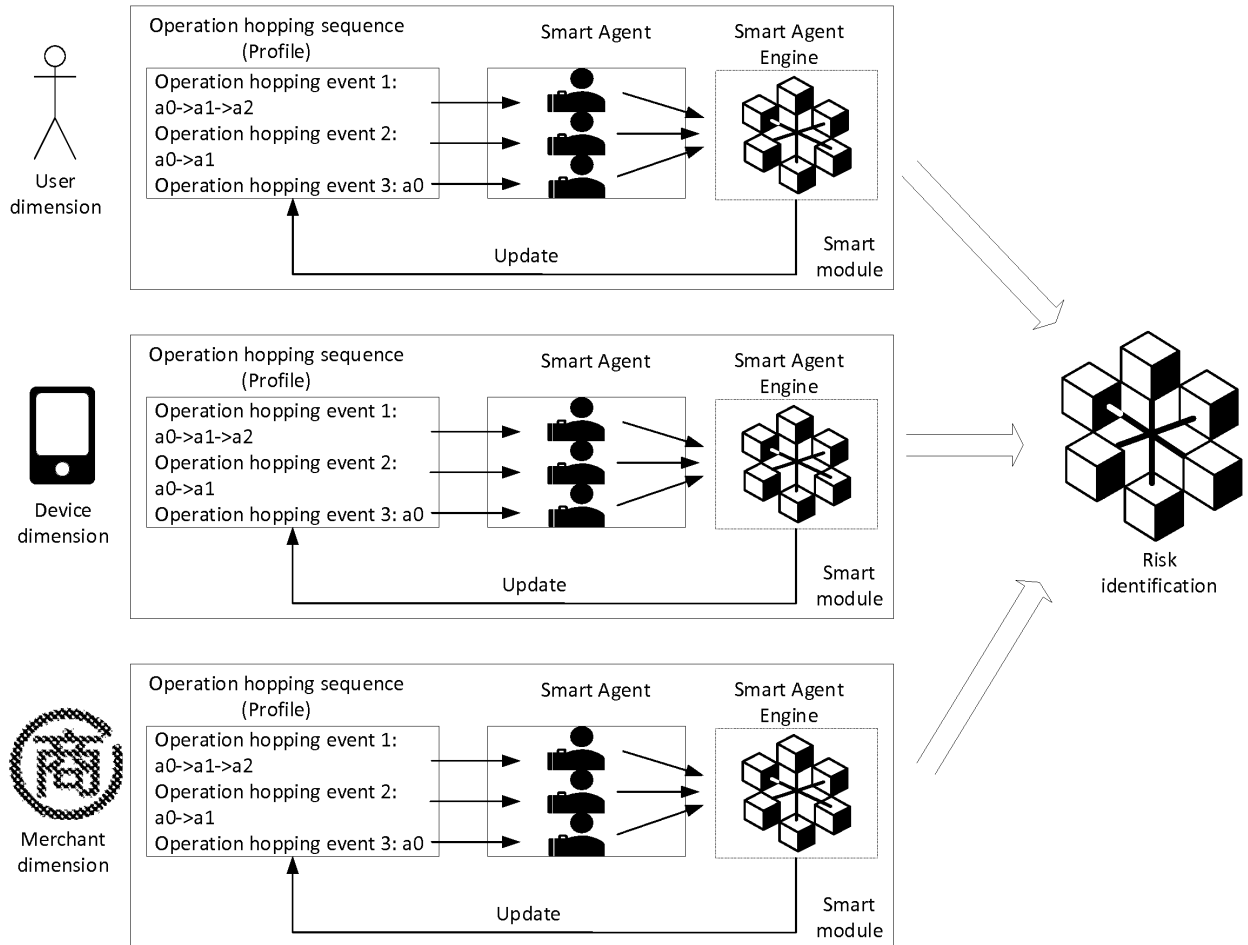 Operation hopping sequence
(Profile)
Smart Agent
Smart Agent
Engine
Operation hopping event 1:
a0->a1->a2
Operation hopping event 2:
a0->a1
Operation hopping event 3: a0
User
dimension
Update
Smart
module
Operation hopping sequence
(Profile)
Smart Agent
Smart Agent
Engine
Operation hopping event 1:
a0->a1->a2
Operation hopping event 2:
a0->a1
Operation hopping event 3: a0
Device
dimension
Update
Smart
module
Risk
identification
Operation hopping sequence
(Profile)
Smart Agent
Smart Agent
Engine
Operation hopping event 1:
a0->a1->a2
Operation hopping event 2:
a0->a1
Operation hopping event 3: a0
商
Merchant
dimension
Update
Smart
module